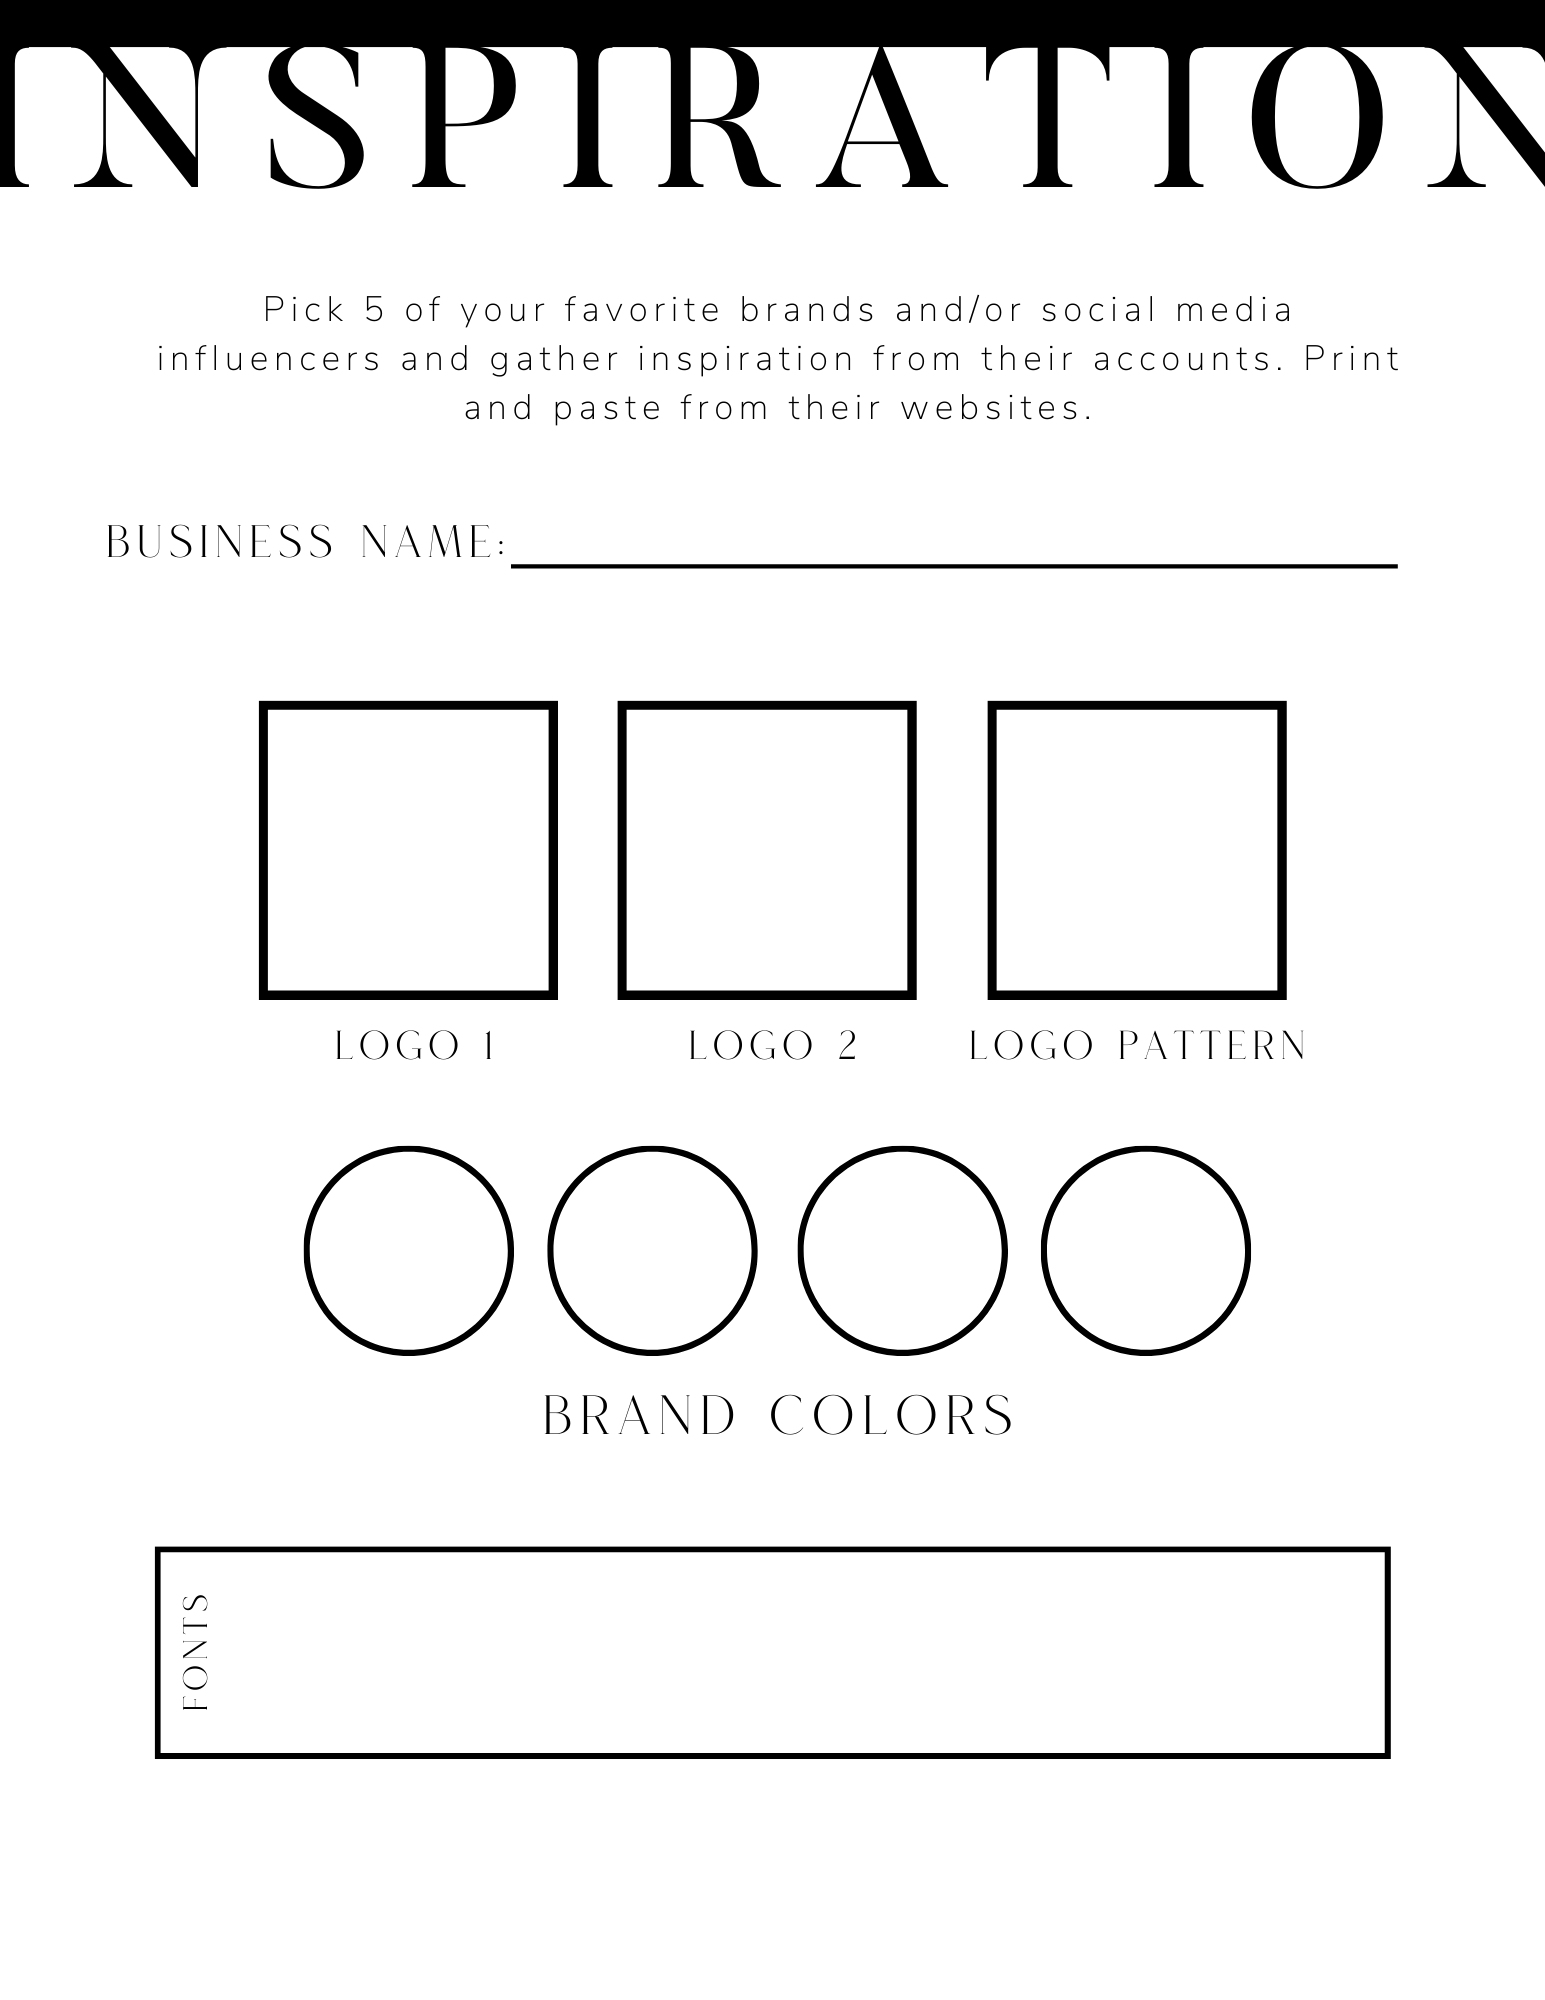 INSPIRATION
Pick 5 of your favorite brands and/or social media
influencers and gather inspiration from their accounts. Print
and paste from their websites.
BUSINESS NAME:
LOGO 1
LOGO 2
LOGO PATTERN
BRAND COLORS
FONTS